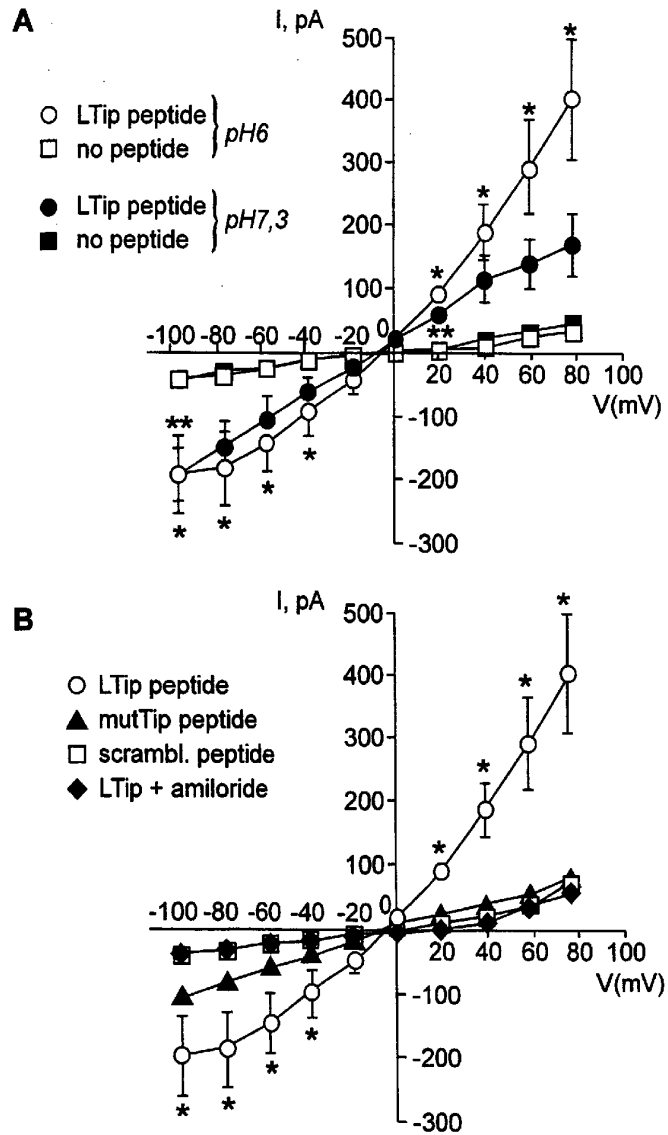 A
I, pA
500
400
300
200
100
0
-100 -80 -60 -40 -20
20 40 60 80 100
V(mV)
-100
-200
-300
LTip peptide
no peptide
pH6
LTip peptide
no peptide
pH7,3
*
*
*
*
**
**
*
*
*
*
B
I, pA
500
400
300
200
100
0
-100 -80 -60 -40 -20
20 40 60 80 100
V(mV)
-100
-200
-300
LTip peptide
mutTip peptide
scrambl. peptide
LTip + amiloride
*
*
*
*
*
*
*
*